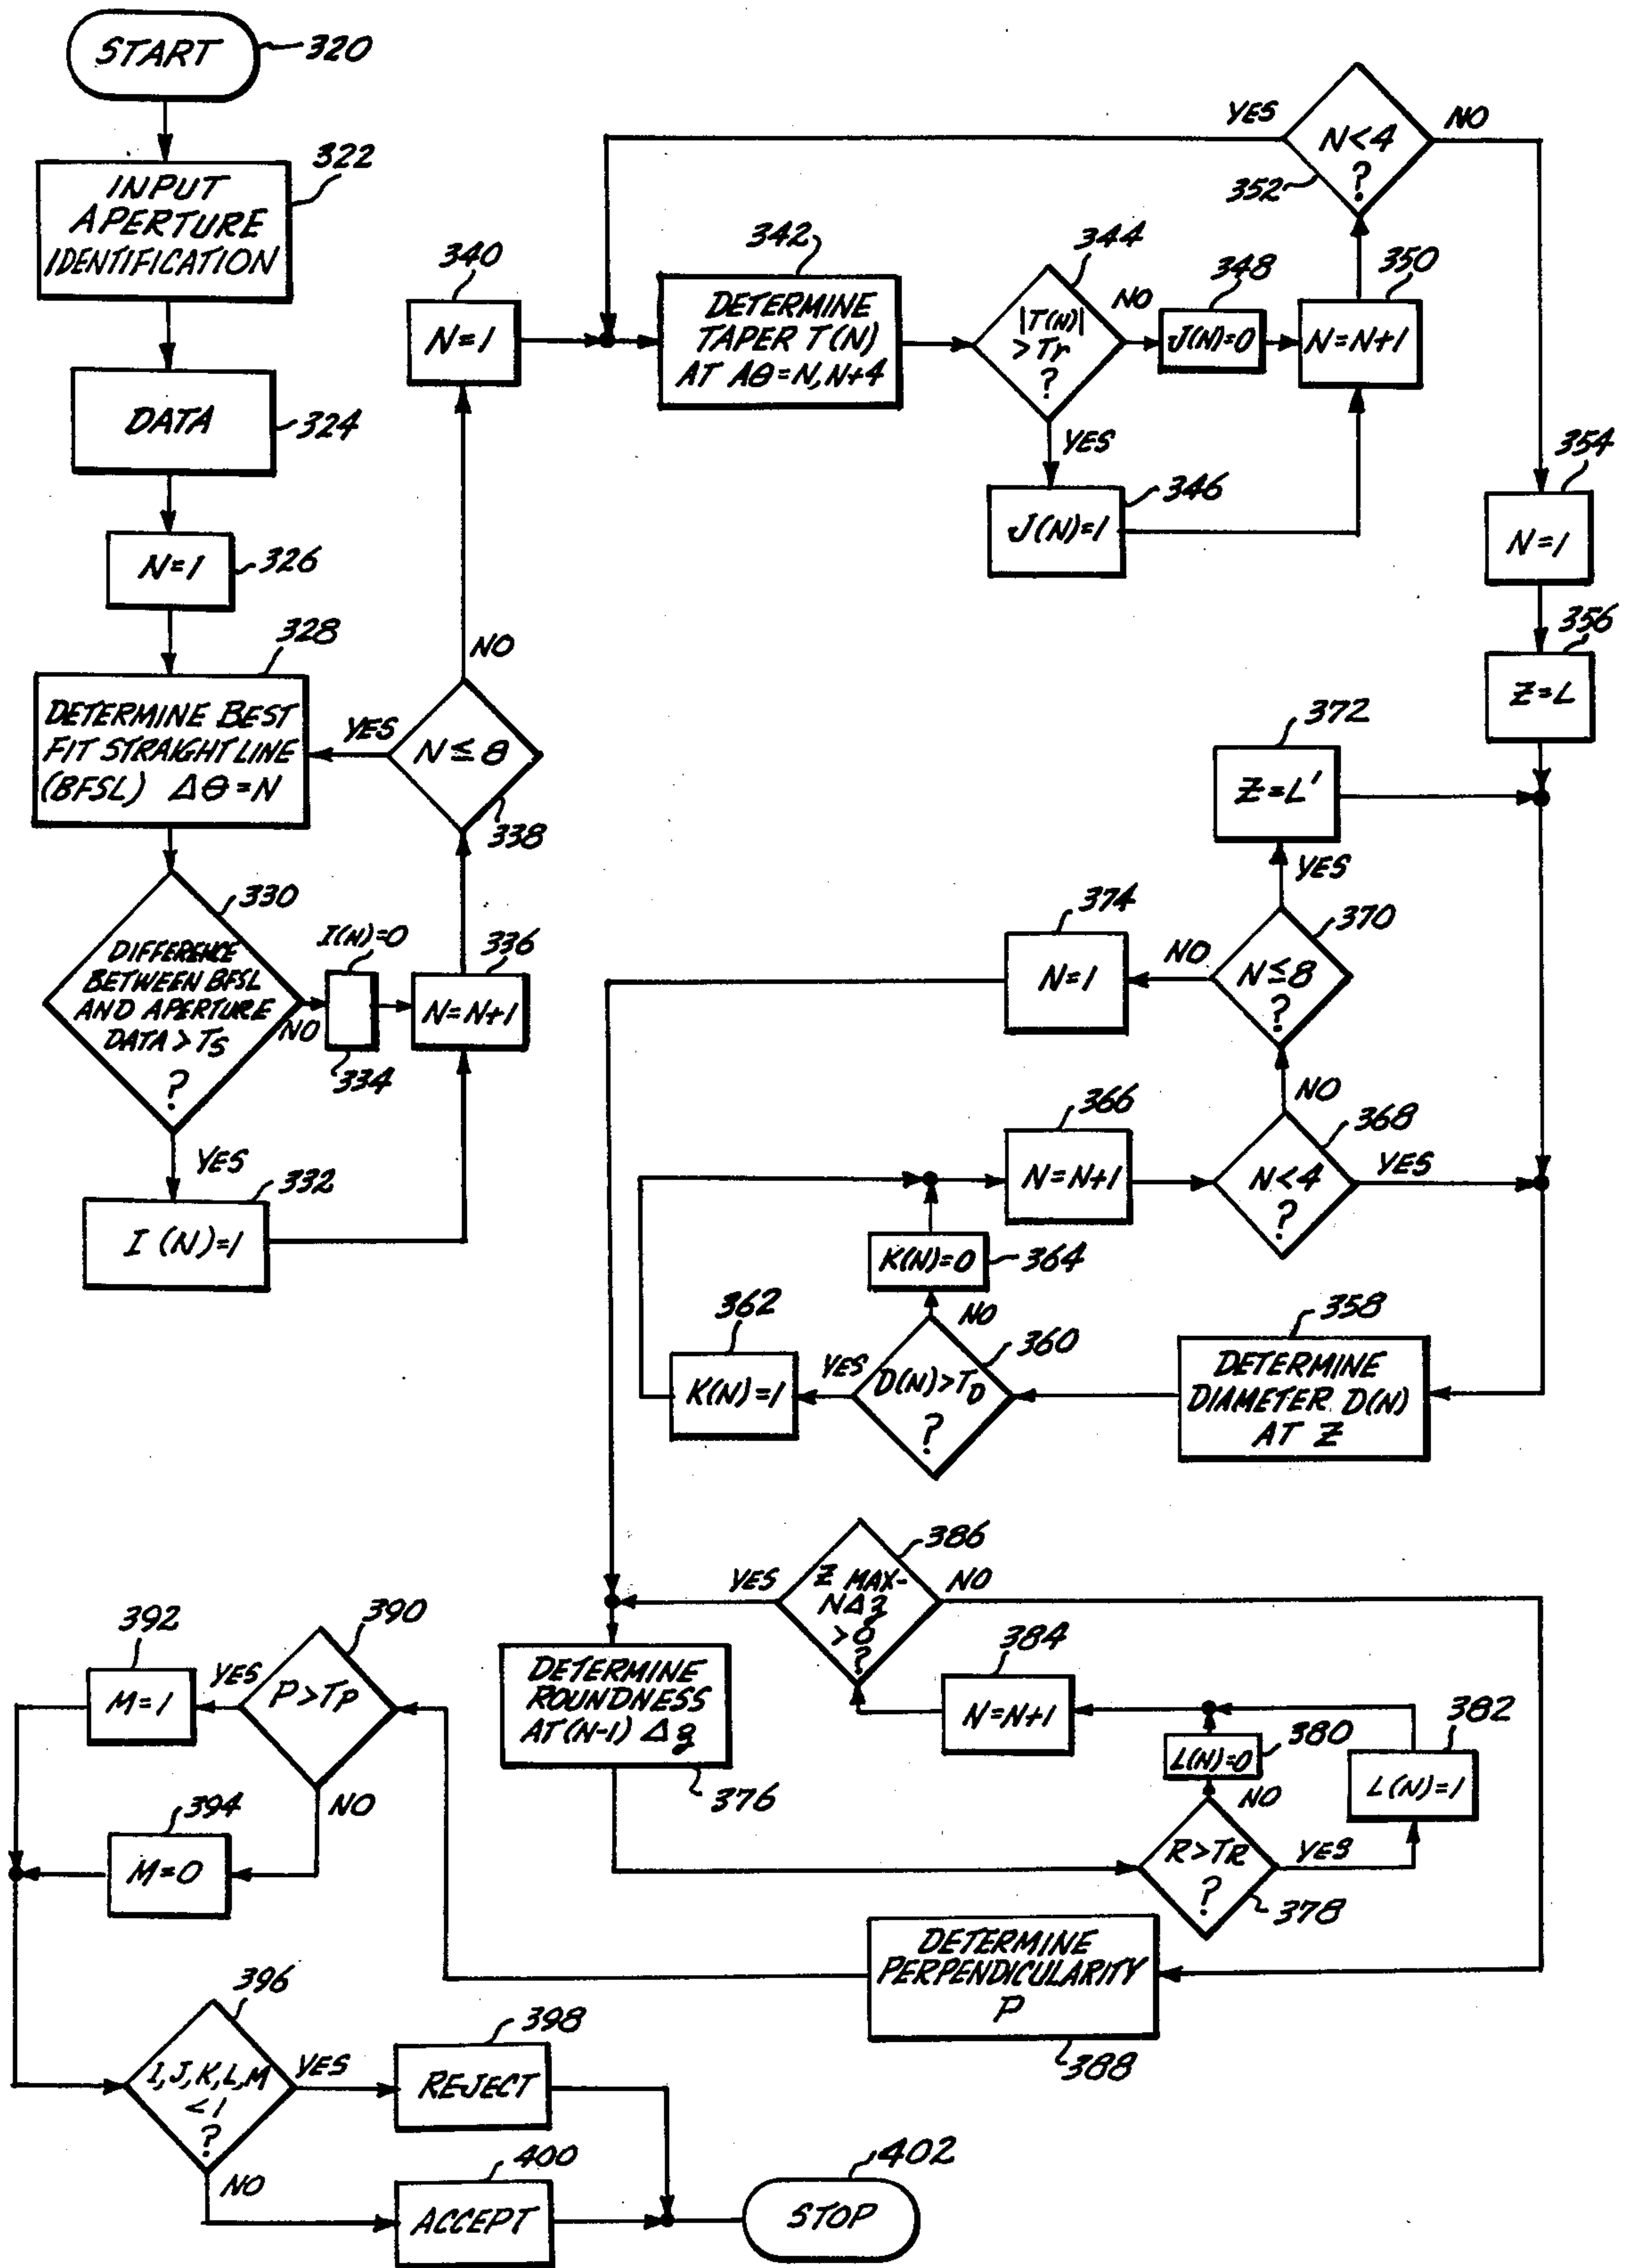 START
320
INPUT
APERTURE
IDENTIFICATION
322
DATA
324
N=1
326
DETERMINE BEST
FIT STRAIGHT LINE
(BFSL) Δθ=N
328
DIFFERENCE
BETWEEN BFSL
AND APERTURE
DATA > TS
?
330
NO
YES
I(N)=0
334
I (N)=1
332
N=N+1
336
N≤8
338
YES
NO
N=1
340
DETERMINE
TAPER T(N)
AT Aθ=N, N+4
342
|T(N)|
>Tr
?
344
NO
YES
J(N)=0
348
J(N)=1
346
N=N+1
350
N<4
?
352
YES
NO
N=1
354
Z=L
356
Z=L'
372
YES
N≤8
?
370
NO
N=1
374
NO
N<4
?
368
YES
N=N+1
366
K(N)=0
364
NO
D(N)>TD
?
360
YES
K(N)=1
362
DETERMINE
DIAMETER D(N)
AT Z
358
Z MAX-
NΔz
>0
?
386
YES
NO
DETERMINE
ROUNDNESS
AT (N-1) Δz
376
N=N+1
384
L(N)=0
380
L(N)=1
382
NO
R>TR
?
378
YES
DETERMINE
PERPENDICULARITY
P
388
P>TP
390
YES
NO
M=1
392
M=0
394
I,J,K,L,M
<1
?
396
YES
NO
REJECT
398
ACCEPT
400
STOP
402